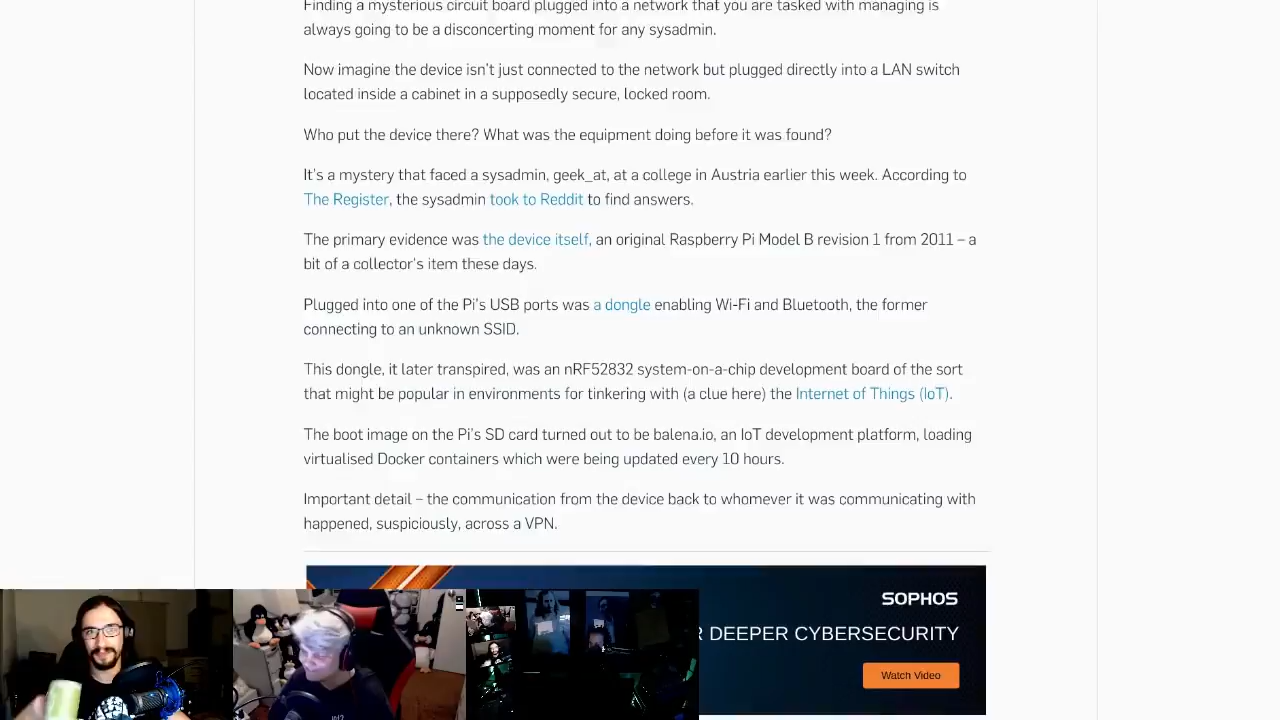 Finding a mysterious circuit board plugged into a network that you are tasked with managing is
always going to be a disconcerting moment for any sysadmin.
Now imagine the device isn't just connected to the network but plugged directly into a LAN switch
located inside a cabinet in a supposedly secure, locked room.
Who put the device there? What was the equipment doing before it was found?
It's a mystery that faced a sysadmin, geek_at, at a college in Austria earlier this week. According to
The Register, the sysadmin took to Reddit to find answers.
The primary evidence was the device itself, an original Raspberry Pi Model B revision 1 from 2011 – a
bit of a collector's item these days.
Plugged into one of the Pi's USB ports was a dongle enabling Wi-Fi and Bluetooth, the former
connecting to an unknown SSID.
This dongle, it later transpired, was an nRF52832 system-on-a-chip development board of the sort
that might be popular in environments for tinkering with (a clue here) the Internet of Things (IoT).
The boot image on the Pi's SD card turned out to be balena.io, an IoT development platform, loading
virtualised Docker containers which were being updated every 10 hours.
Important detail – the communication from the device back to whomever it was communicating with
happened, suspiciously, across a VPN.
SOPHOS
DEEPER CYBERSECURITY
Watch Video